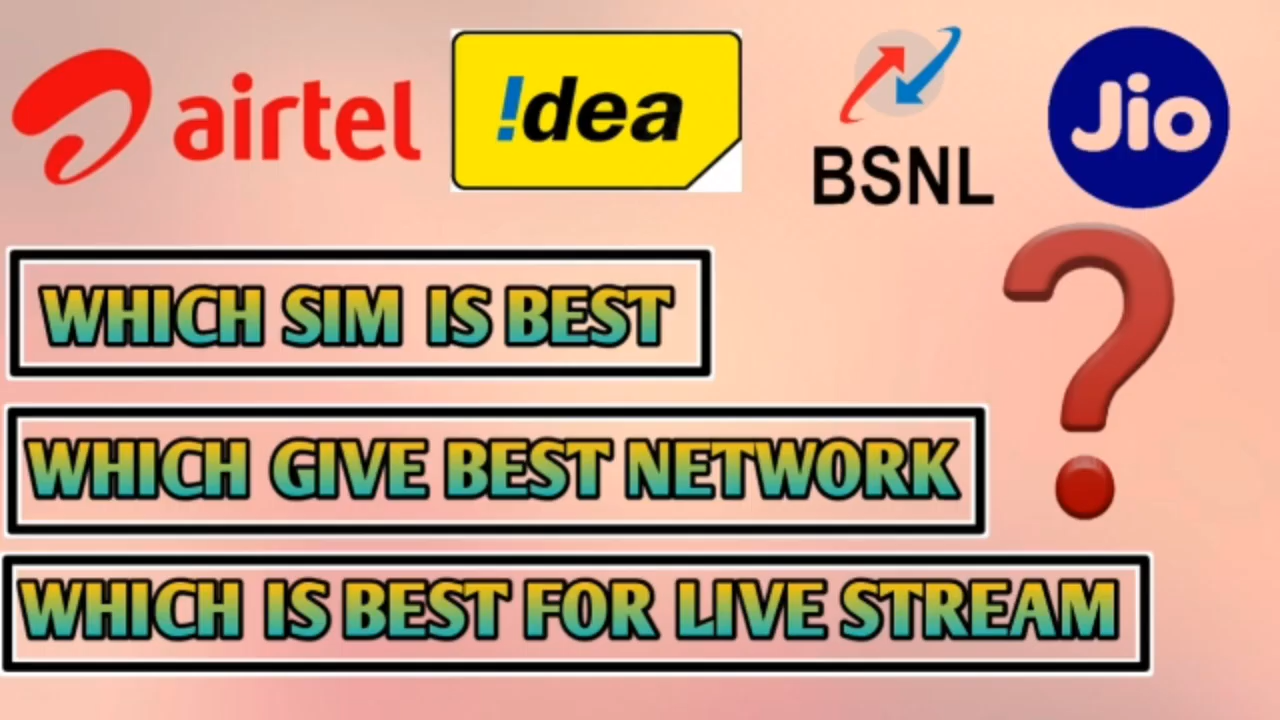 airtel !dea BSNL Jio
WHICH SIM IS BEST
WHICH GIVE BEST NETWORK
WHICH IS BEST FOR LIVE STREAM
?